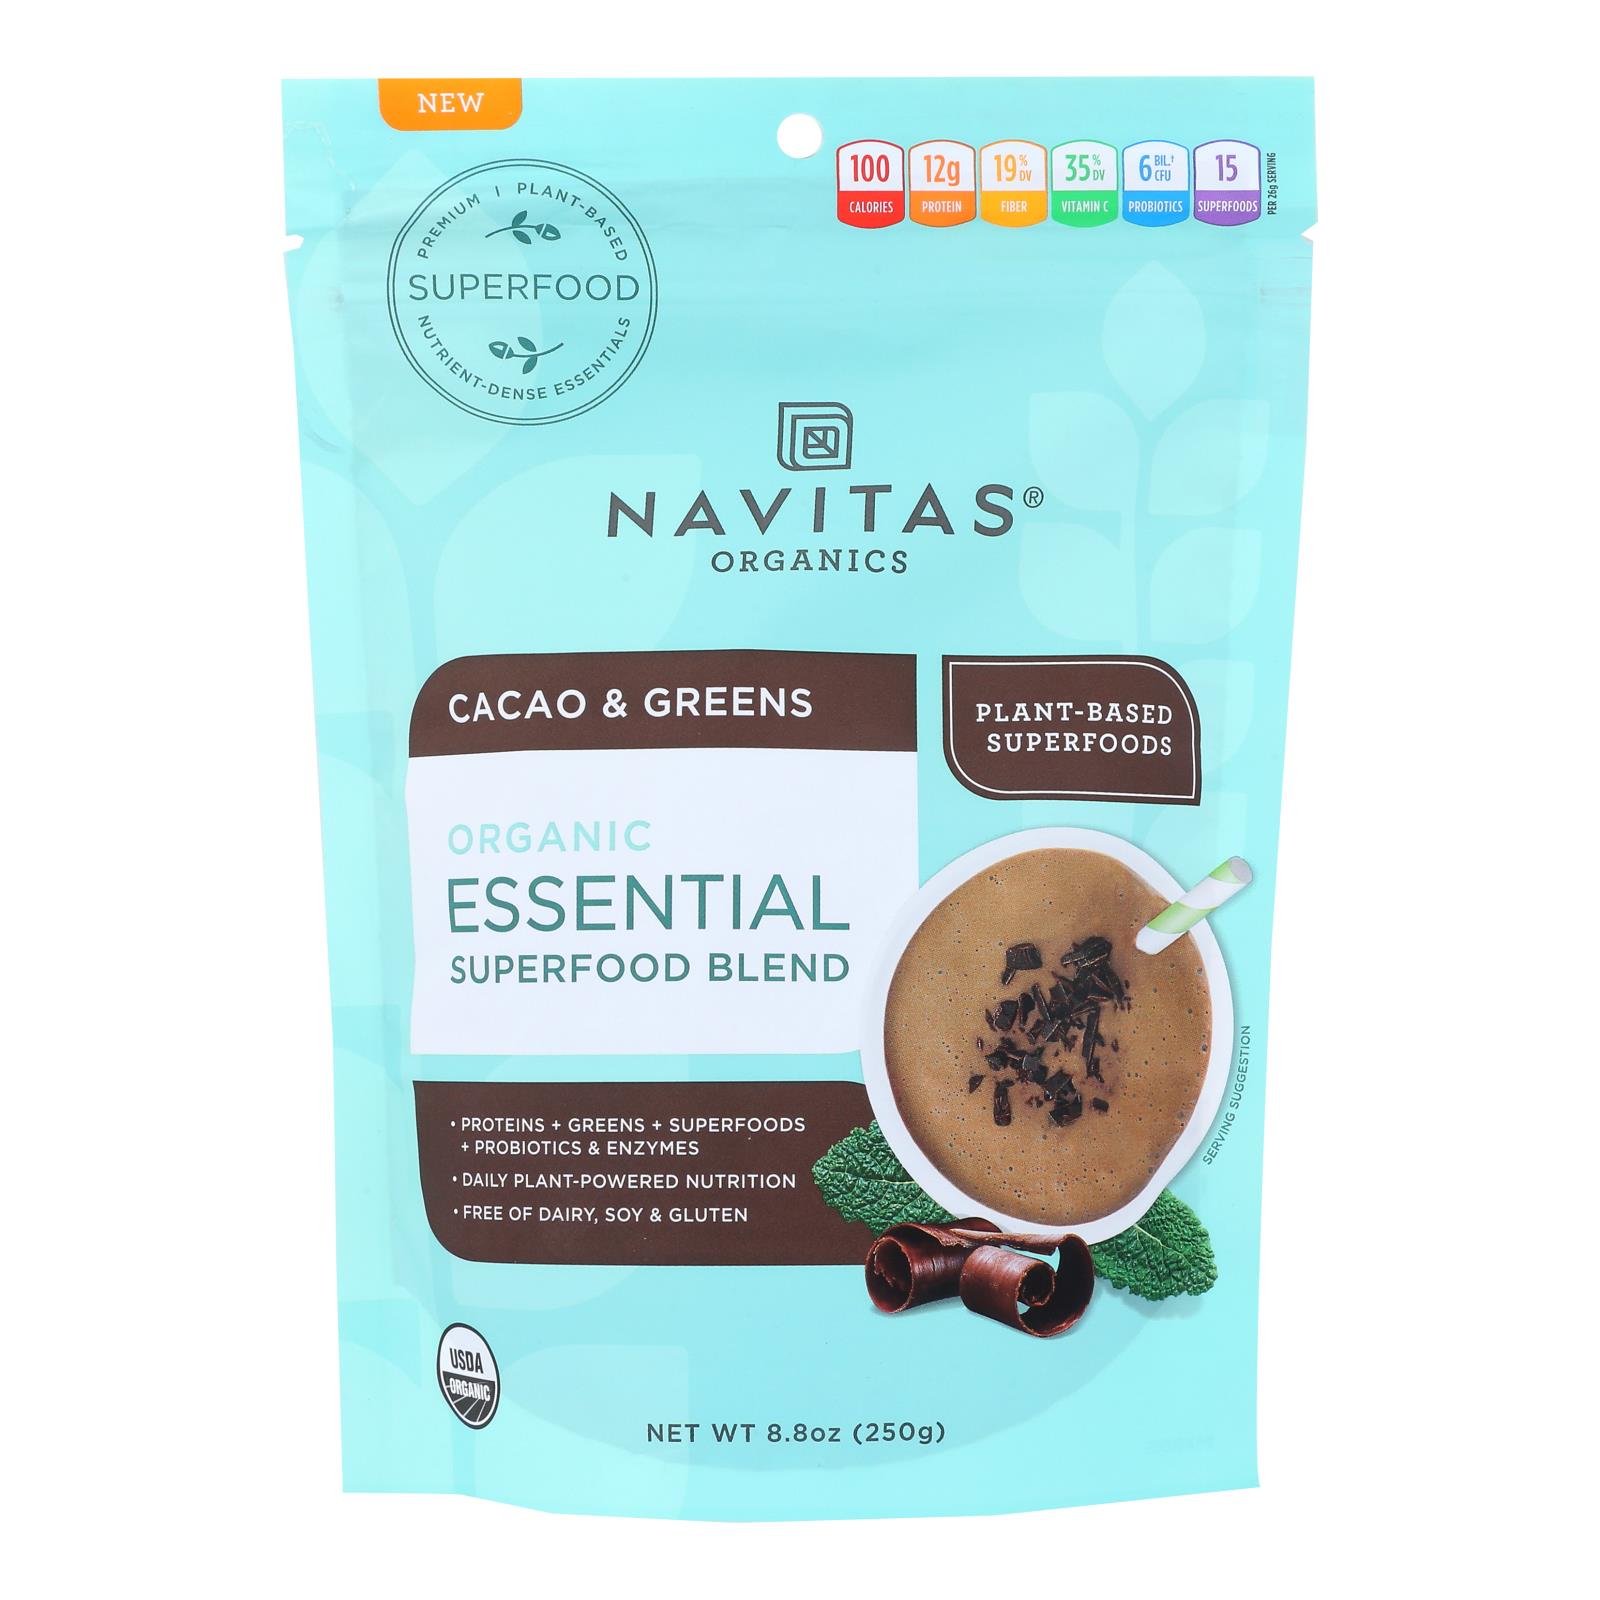 NEW
PREMIUM | PLANT-BASED
SUPERFOOD
NUTRIENT-DENSE ESSENTIALS
100 CALORIES
12g PROTEIN
19% DV FIBER
35% DV VITAMIN C
6 BIL.† CFU PROBIOTICS
15 SUPERFOODS
PER 26g SERVING
NAVITAS®
ORGANICS
CACAO & GREENS
PLANT-BASED
SUPERFOODS
ORGANIC
ESSENTIAL
SUPERFOOD BLEND
• PROTEINS + GREENS + SUPERFOODS
+ PROBIOTICS & ENZYMES
• DAILY PLANT-POWERED NUTRITION
• FREE OF DAIRY, SOY & GLUTEN
SERVING SUGGESTION
USDA
ORGANIC
NET WT 8.8oz (250g)